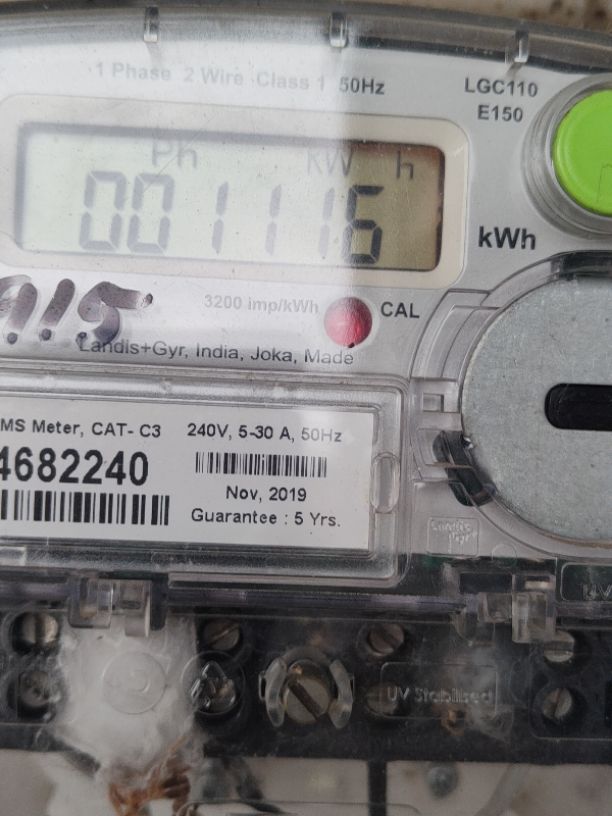 1 Phase 2 Wire Class 1 50Hz
LGC110
E150
Ph kW h
001116
kWh
3200 imp/kWh
CAL
Landis+Gyr, India, Joka, Made
MS Meter, CAT- C3
240V, 5-30 A, 50Hz
4682240
Nov, 2019
Guarantee : 5 Yrs.
Landis
Gyr
UV Stabilised